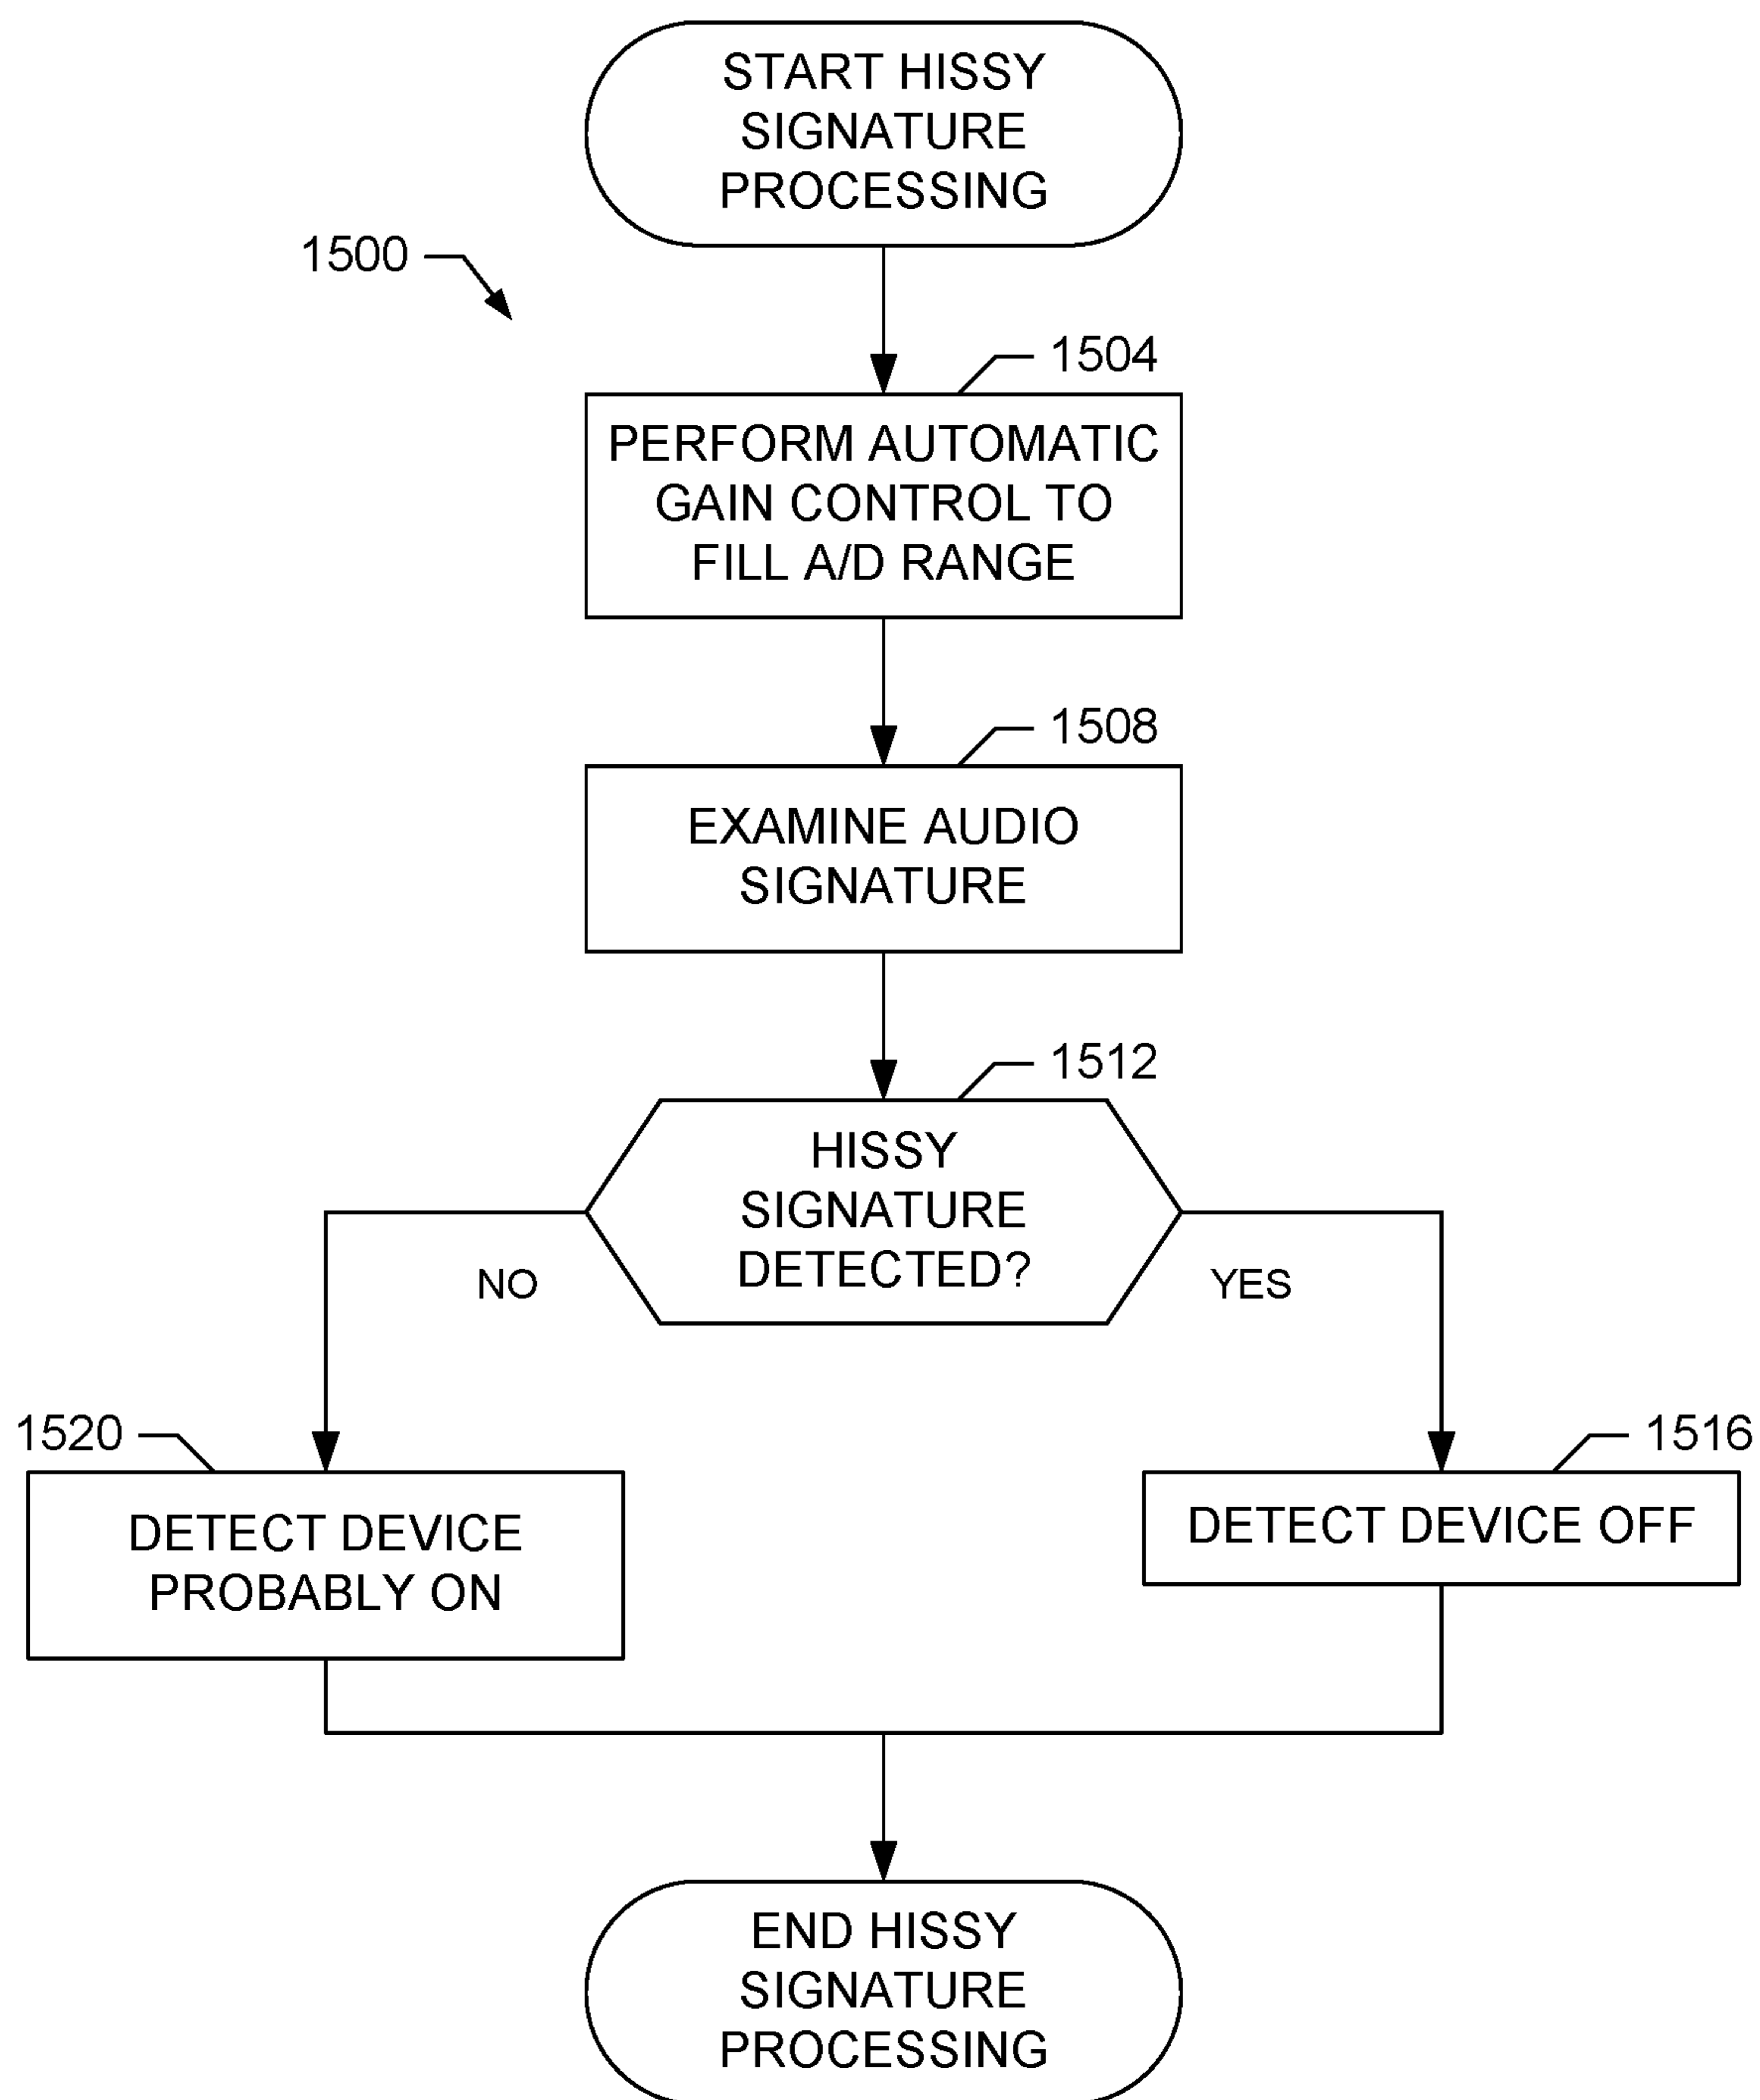 START HISSY
SIGNATURE
PROCESSING
1500
1504
PERFORM AUTOMATIC
GAIN CONTROL TO
FILL A/D RANGE
1508
EXAMINE AUDIO
SIGNATURE
1512
HISSY
SIGNATURE
DETECTED?
NO
YES
1520
1516
DETECT DEVICE
PROBABLY ON
DETECT DEVICE OFF
END HISSY
SIGNATURE
PROCESSING